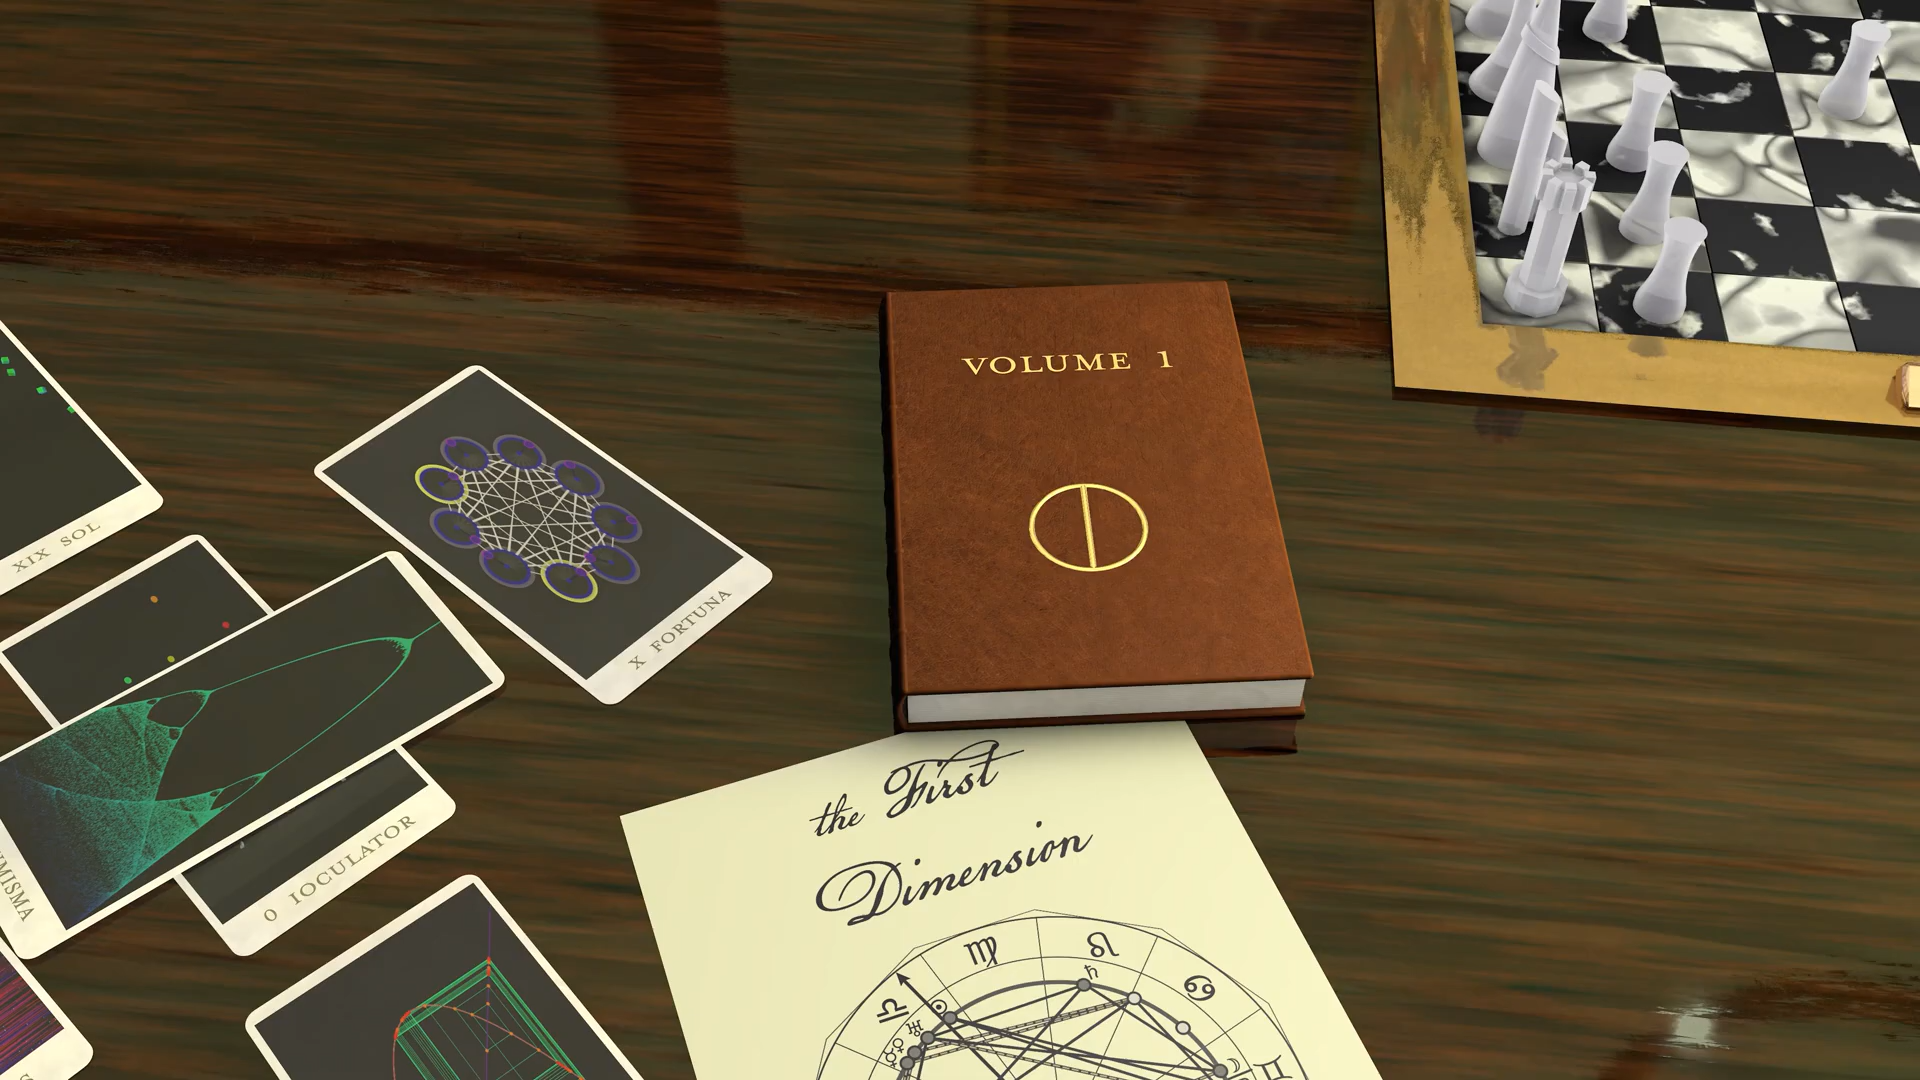 VOLUME 1
XIX SOL
X FORTUNA
0 IOCULATOR
the First
Dimension